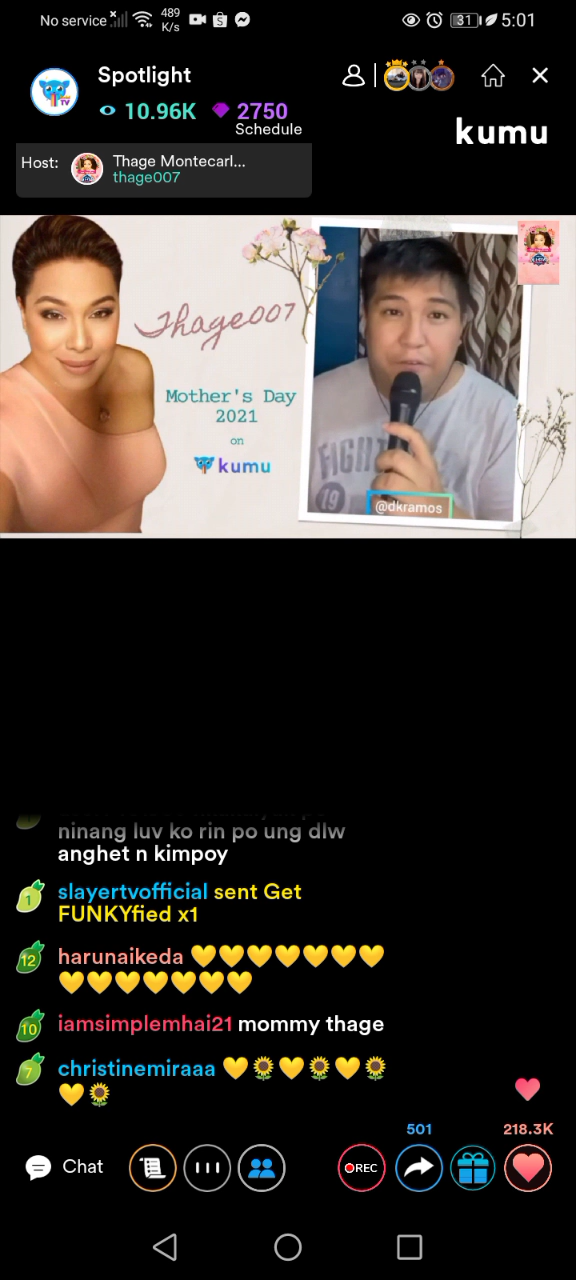 No service
489
K/s
31
5:01
Spotlight
10.96K
2750
Schedule
kumu
Host:
Thage Montecarl...
thage007
Thage007
Mother's Day
2021
on
kumu
FIGHT
19
@dkramos
ninang luv ko rin po ung dlw
anghet n kimpoy
1
slayertvofficial sent Get
FUNKYfied x1
12
harunaikeda 💛💛💛💛💛💛💛
💛💛💛💛💛💛💛
10
iamsimplemhai21 mommy thage
7
christinemiraaa 💛🌻💛🌻💛🌻
💛🌻
501
218.3K
Chat
REC